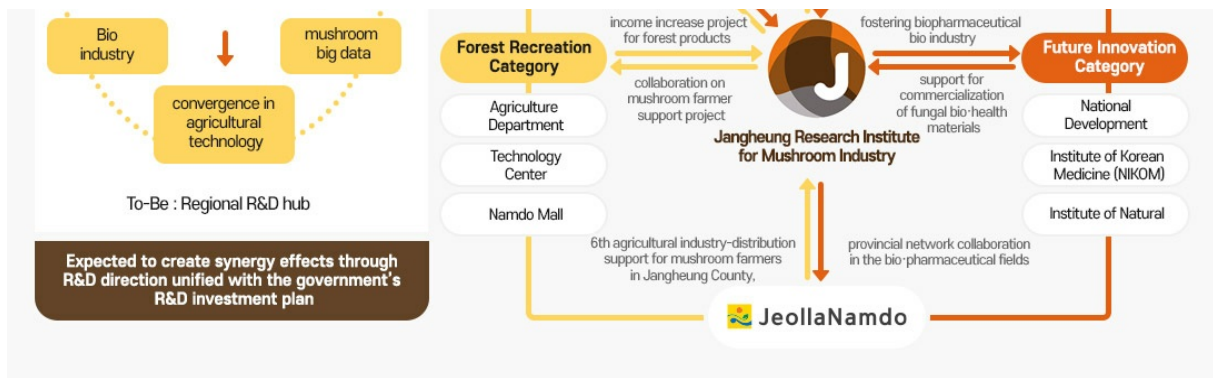 Bio
industry
mushroom
big data
convergence in
agricultural
technology
To-Be : Regional R&D hub
Expected to create synergy effects through
R&D direction unified with the government's
R&D investment plan
income increase project
for forest products
fostering biopharmaceutical
bio industry
Forest Recreation
Category
collaboration on
mushroom farmer
support project
J
support for
commercialization
of fungal bio·health
materials
Future Innovation
Category
Agriculture
Department
Technology
Center
Namdo Mall
Jangheung Research Institute
for Mushroom Industry
National
Development
Institute of Korean
Medicine (NIKOM)
Institute of Natural
6th agricultural industry-distribution
support for mushroom farmers
in Jangheung County,
provincial network collaboration
in the bio-pharmaceutical fields
JeollaNamdo